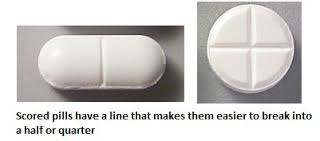 Scored pills have a line that makes them easier to break into
a half or quarter